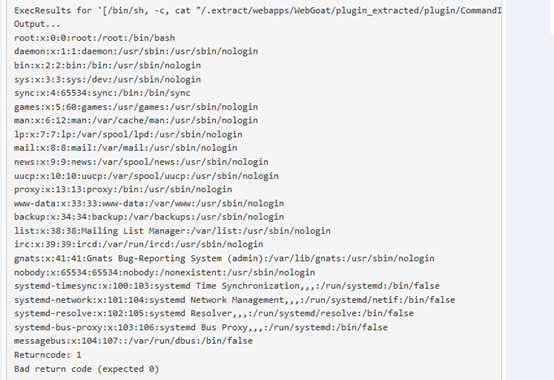 ExecResults for '[/bin/sh, -c, cat "/.extract/webapps/WebGoat/plugin_extracted/plugin/CommandI
Output...
root:x:0:0:root:/root:/bin/bash
daemon:x:1:1:daemon:/usr/sbin:/usr/sbin/nologin
bin:x:2:2:bin:/bin:/usr/sbin/nologin
sys:x:3:3:sys:/dev:/usr/sbin/nologin
sync:x:4:65534:sync:/bin:/bin/sync
games:x:5:60:games:/usr/games:/usr/sbin/nologin
man:x:6:12:man:/var/cache/man:/usr/sbin/nologin
lp:x:7:7:lp:/var/spool/lpd:/usr/sbin/nologin
mail:x:8:8:mail:/var/mail:/usr/sbin/nologin
news:x:9:9:news:/var/spool/news:/usr/sbin/nologin
uucp:x:10:10:uucp:/var/spool/uucp:/usr/sbin/nologin
proxy:x:13:13:proxy:/bin:/usr/sbin/nologin
www-data:x:33:33:www-data:/var/www:/usr/sbin/nologin
backup:x:34:34:backup:/var/backups:/usr/sbin/nologin
list:x:38:38:Mailing List Manager:/var/list:/usr/sbin/nologin
irc:x:39:39:ircd:/var/run/ircd:/usr/sbin/nologin
gnats:x:41:41:Gnats Bug-Reporting System (admin):/var/lib/gnats:/usr/sbin/nologin
nobody:x:65534:65534:nobody:/nonexistent:/usr/sbin/nologin
systemd-timesync:x:100:103:systemd Time Synchronization,,,:/run/systemd:/bin/false
systemd-network:x:101:104:systemd Network Management,,,:/run/systemd/netif:/bin/false
systemd-resolve:x:102:105:systemd Resolver,,,:/run/systemd/resolve:/bin/false
systemd-bus-proxy:x:103:106:systemd Bus Proxy,,,:/run/systemd:/bin/false
messagebus:x:104:107::/var/run/dbus:/bin/false
Returncode: 1
Bad return code (expected 0)